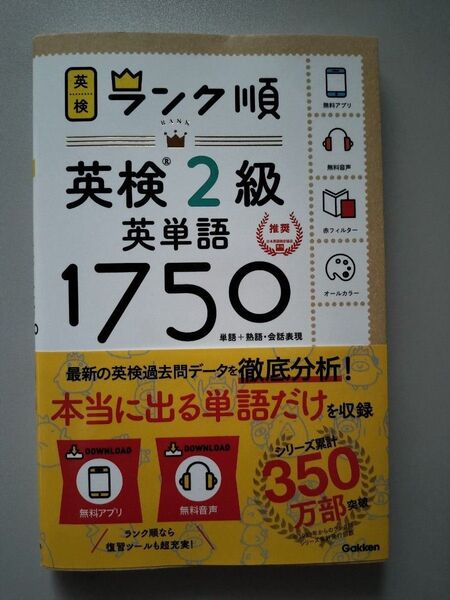 英検
ランク順
RANK
英検®2級
英単語
推奨
1750
単語+熟語・会話表現
無料アプリ
無料音声
赤フィルター
オールカラー
最新の英検過去問データを徹底分析!
本当に出る単語だけを収録
DOWNLOAD
無料アプリ
DOWNLOAD
無料音声
ランク順なら
復習ツールも超充実!
シリーズ累計
350
万部突破
Gakken